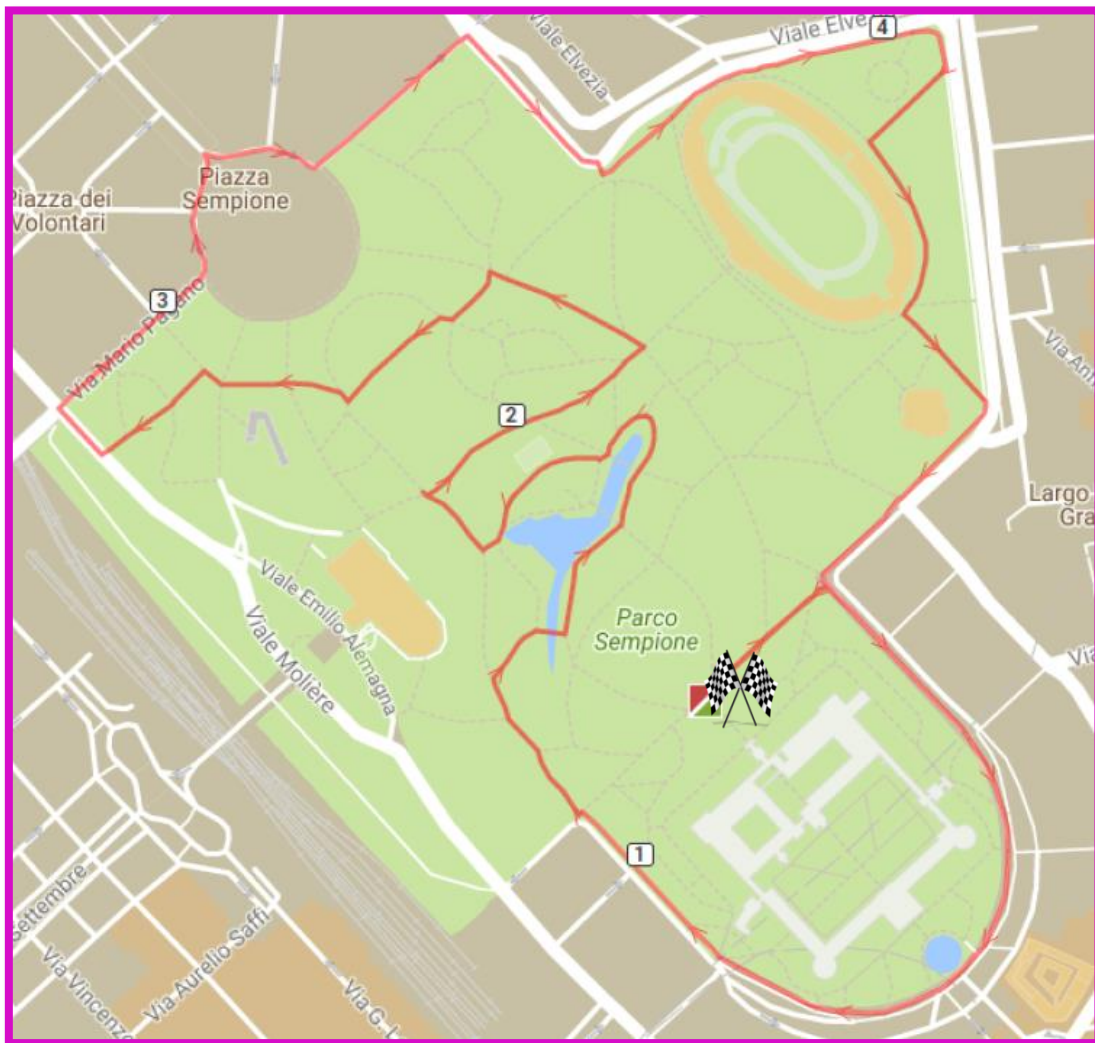 Viale Elve
4
Viale Elvezia
Piazza
Sempione
Piazza dei
Volontari
3
Via Mario Pagano
2
Largo
Gra
Via Ann
Viale Emilio Alemagna
Viale Molière
Parco
Sempione
Via
1
Settembre
Via Aurelio Saffi
Via Vincenzo
Via G. L